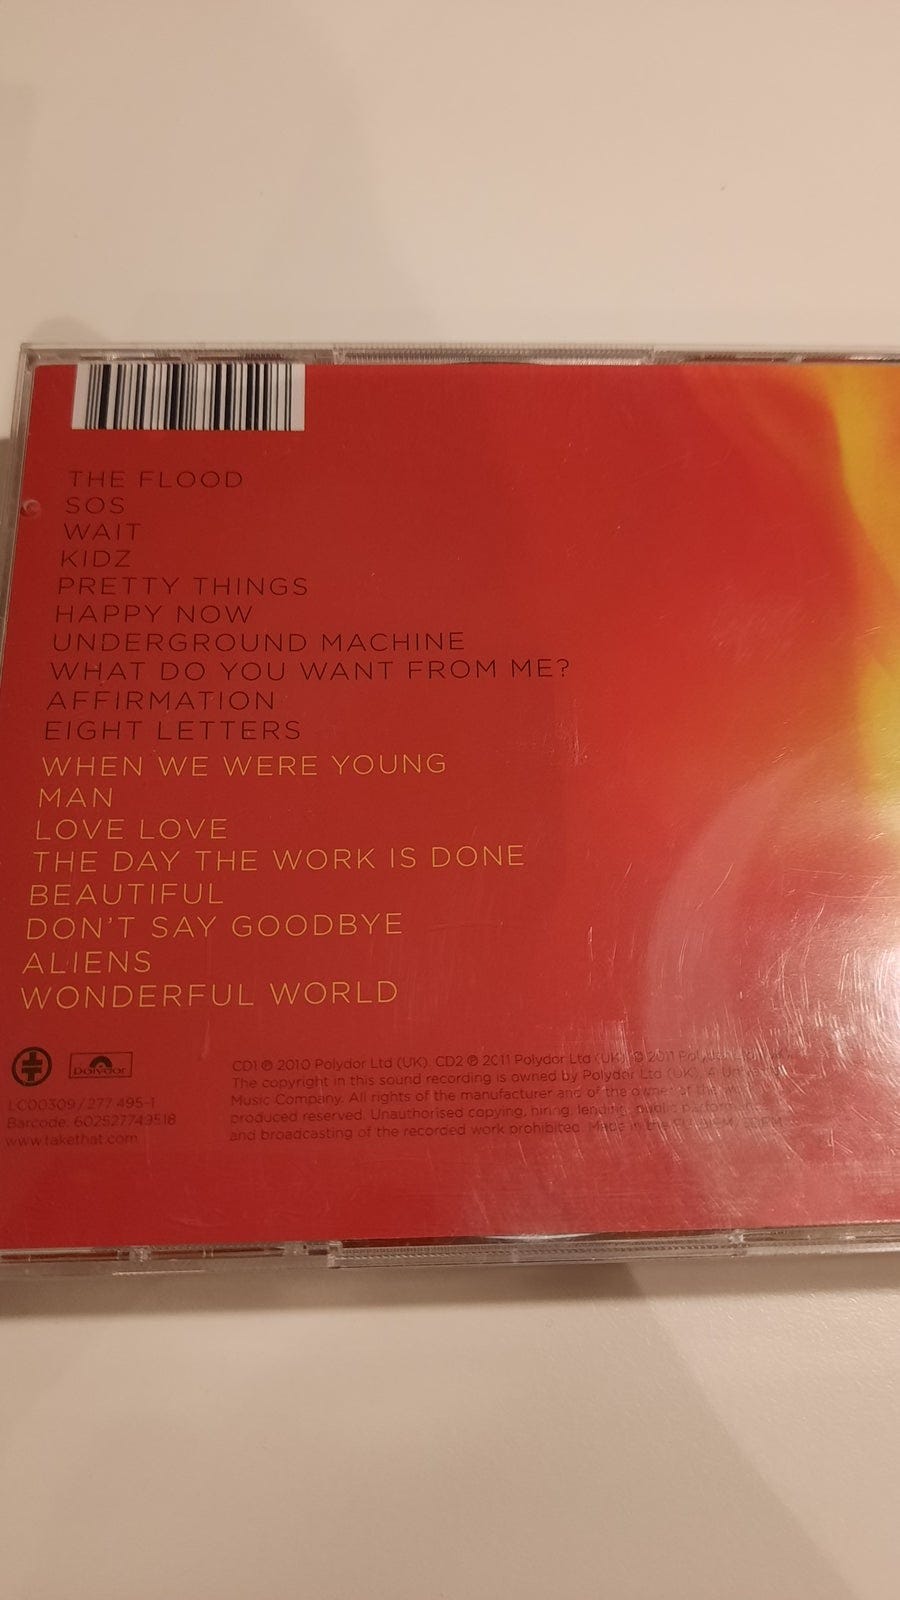 THE FLOOD
SOS
WAIT
KIDZ
PRETTY THINGS
HAPPY NOW
UNDERGROUND MACHINE
WHAT DO YOU WANT FROM ME?
AFFIRMATION
EIGHT LETTERS
WHEN WE WERE YOUNG
MAN
LOVE LOVE
THE DAY THE WORK IS DONE
BEAUTIFUL
DON'T SAY GOODBYE
ALIENS
WONDERFUL WORLD
Polydor
LC00309 / 277 495-1
Barcode: 602527749518
www.takethat.com
CD1 ℗ 2010 Polydor Ltd (UK). CD2 ℗ 2011 Polydor Ltd (UK). © 2011 Polydor Ltd (UK).
The copyright in this sound recording is owned by Polydor Ltd (UK). A
Music Company. All rights of the manufacturer and of the owner of the
produced reserved. Unauthorised copying, hiring, lending, public performance
and broadcasting of the recorded work prohibited. Made in the EU.